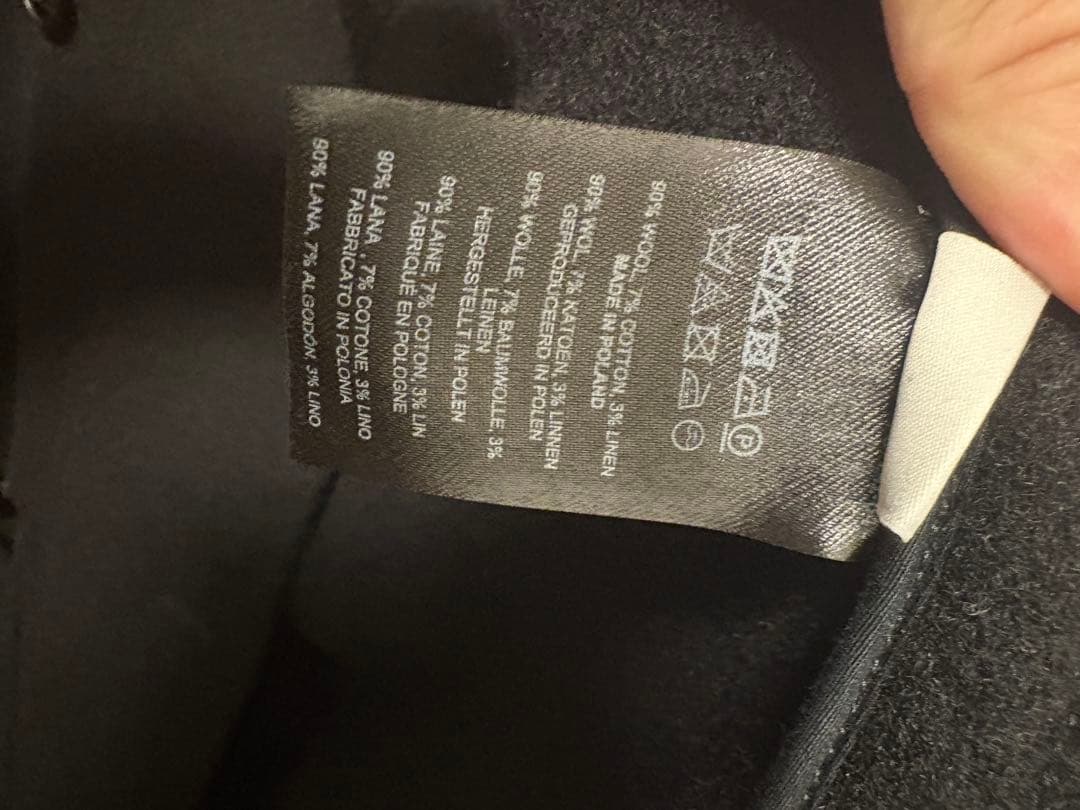 P
90% WOOL, 7% COTTON, 3% LINEN
MADE IN POLAND
90% WOL, 7% KATOEN, 3% LINNEN
GEPRODUCEERD IN POLEN
90% WOLLE, 7% BAUMWOLLE, 3%
LEINEN
HERGESTELLT IN POLEN
90% LAINE, 7% COTON, 3% LIN
FABRIQUE EN POLOGNE
90% LANA , 7% COTONE, 3% LINO
FABBRICATO IN POLONIA
90% LANA, 7% ALGODON, 3% LINO